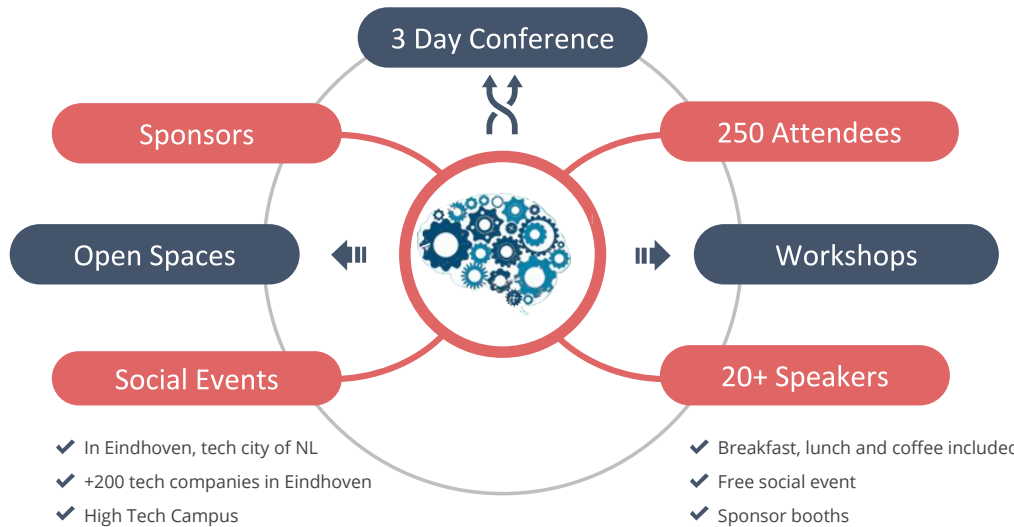 3 Day Conference
Sponsors
250 Attendees
Open Spaces
Workshops
Social Events
20+ Speakers
In Eindhoven, tech city of NL
+200 tech companies in Eindhoven
High Tech Campus
Breakfast, lunch and coffee included
Free social event
Sponsor booths